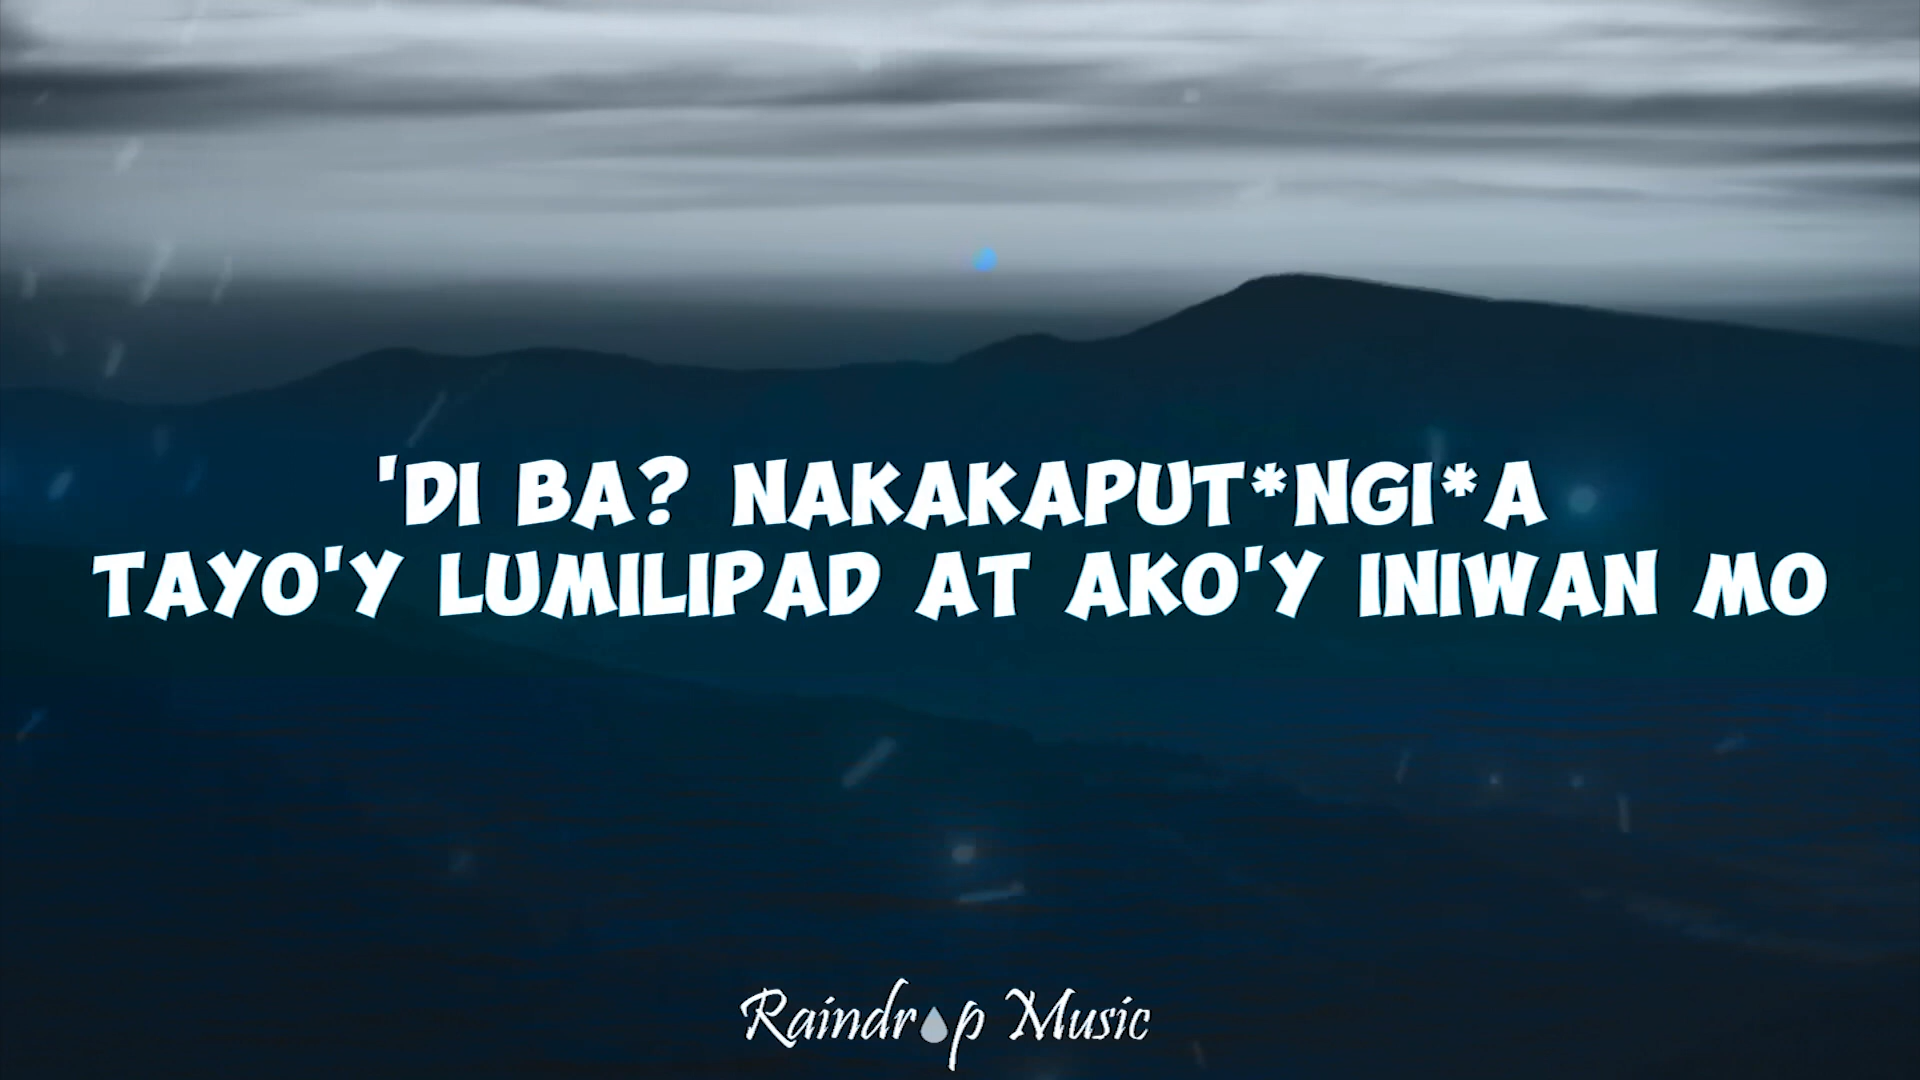 'DI BA? NAKAKAPUT*NGI*A
TAYO'Y LUMILIPAD AT AKO'Y INIWAN MO
Raindrop Music